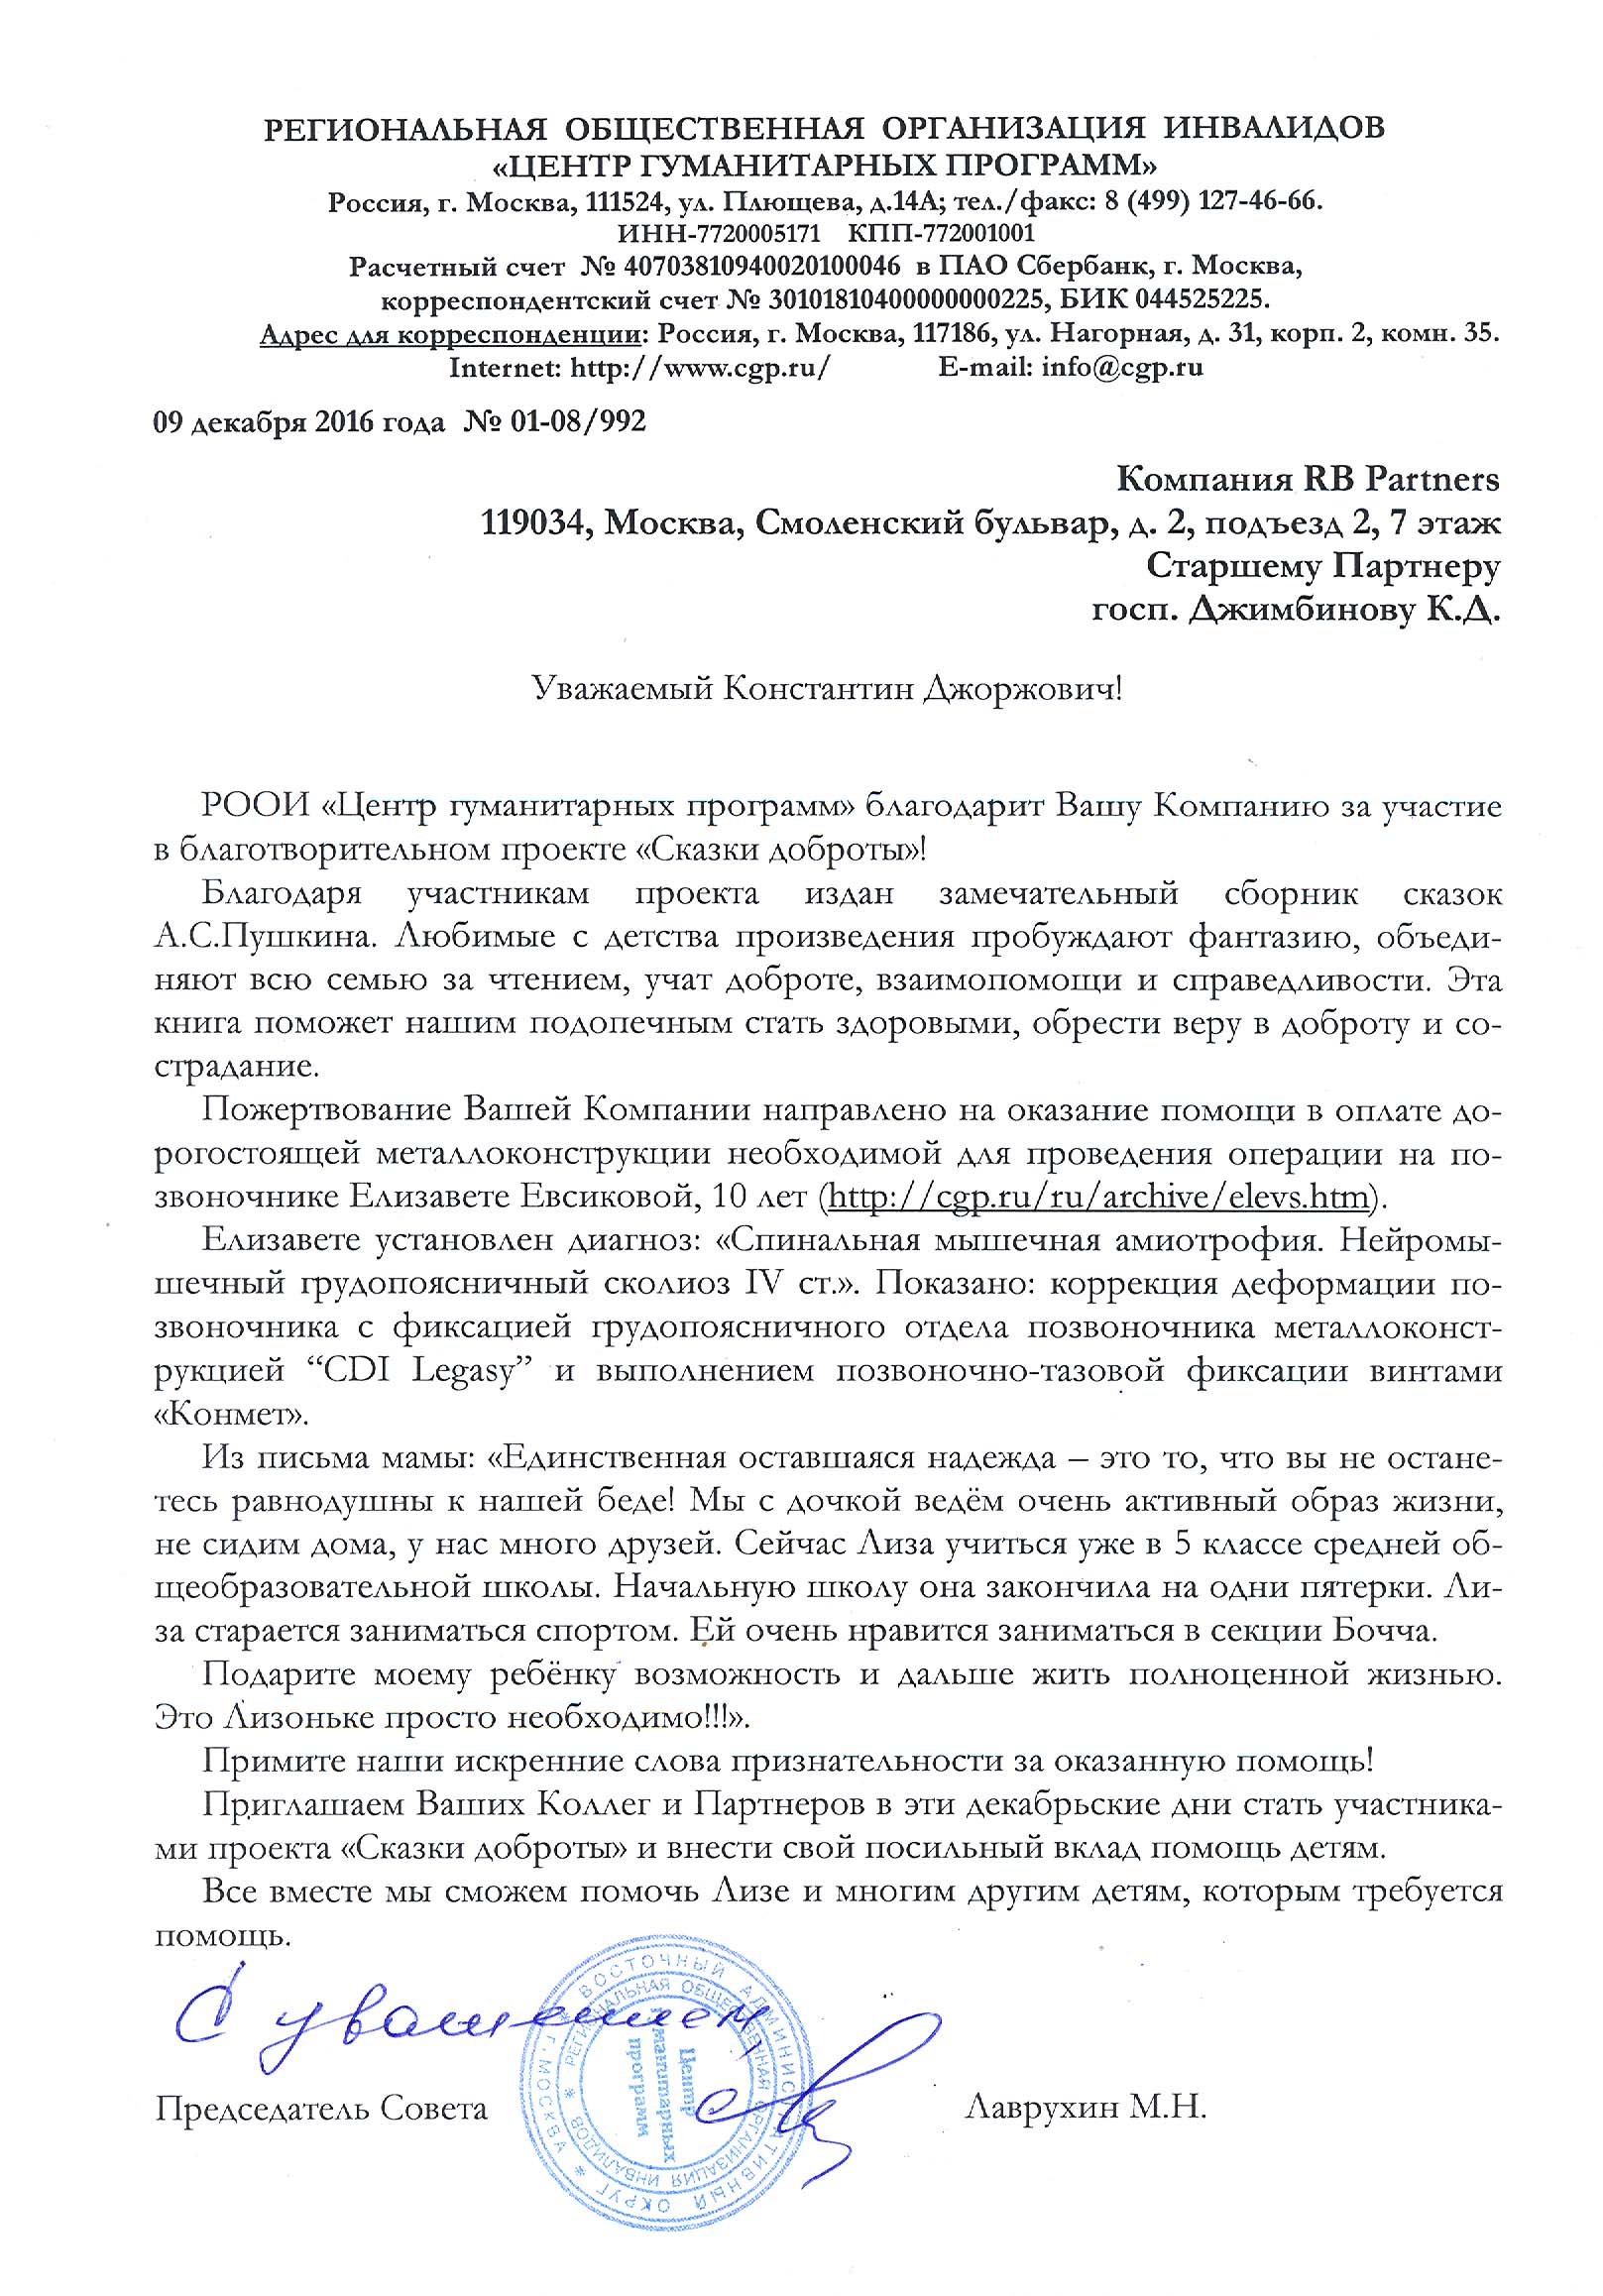 РЕГИОНАЛЬНАЯ ОБЩЕСТВЕННАЯ ОРГАНИЗАЦИЯ ИНВАЛИДОВ
«ЦЕНТР ГУМАНИТАРНЫХ ПРОГРАММ»
Россия, г. Москва, 111524, ул. Плющева, д.14А; тел./факс: 8 (499) 127-46-66.
ИНН-7720005171 КПП-772001001
Расчетный счет № 40703810940020100046 в ПАО Сбербанк, г. Москва,
корреспондентский счет № 30101810400000000225, БИК 044525225.
Адрес для корреспонденции: Россия, г. Москва, 117186, ул. Нагорная, д. 31, корп. 2, комн. 35.
Internet: http://www.cgp.ru/ E-mail: info@cgp.ru
09 декабря 2016 года № 01-08/992
Компания RB Partners
119034, Москва, Смоленский бульвар, д. 2, подъезд 2, 7 этаж
Старшему Партнеру
госп. Джимбинову К.Д.
Уважаемый Константин Джоржович!
РООИ «Центр гуманитарных программ» благодарит Вашу Компанию за участие
в благотворительном проекте «Сказки доброты»!
Благодаря участникам проекта издан замечательный сборник сказок
А.С.Пушкина. Любимые с детства произведения пробуждают фантазию, объеди-
няют всю семью за чтением, учат доброте, взаимопомощи и справедливости. Эта
книга поможет нашим подопечным стать здоровыми, обрести веру в доброту и со-
страдание.
Пожертвование Вашей Компании направлено на оказание помощи в оплате до-
рогостоящей металлоконструкции необходимой для проведения операции на по-
звоночнике Елизавете Евсиковой, 10 лет (http://cgp.ru/ru/archive/elevs.htm).
Елизавете установлен диагноз: «Спинальная мышечная амиотрофия. Нейромы-
шечный грудопоясничный сколиоз IV ст.». Показано: коррекция деформации по-
звоночника с фиксацией грудопоясничного отдела позвоночника металлоконст-
рукцией “CDI Legasy” и выполнением позвоночно-тазовой фиксации винтами
«Конмет».
Из письма мамы: «Единственная оставшаяся надежда – это то, что вы не остане-
тесь равнодушны к нашей беде! Мы с дочкой ведём очень активный образ жизни,
не сидим дома, у нас много друзей. Сейчас Лиза учиться уже в 5 классе средней об-
щеобразовательной школы. Начальную школу она закончила на одни пятерки. Ли-
за старается заниматься спортом. Ей очень нравится заниматься в секции Бочча.
Подарите моему ребёнку возможность и дальше жить полноценной жизнью.
Это Лизоньке просто необходимо!!!».
Примите наши искренние слова признательности за оказанную помощь!
Приглашаем Ваших Коллег и Партнеров в эти декабрьские дни стать участника-
ми проекта «Сказки доброты» и внести свой посильный вклад помощь детям.
Все вместе мы сможем помочь Лизе и многим другим детям, которым требуется
помощь.
С уважением,
Председатель Совета Лаврухин М.Н.
ВОСТОЧНЫЙ АДМИНИСТРАТИВНЫЙ ОКРУГ * Г. МОСКВА *
РЕГИОНАЛЬНАЯ ОБЩЕСТВЕННАЯ ОРГАНИЗАЦИЯ ИНВАЛИДОВ *
Центр
гуманитарных
программ